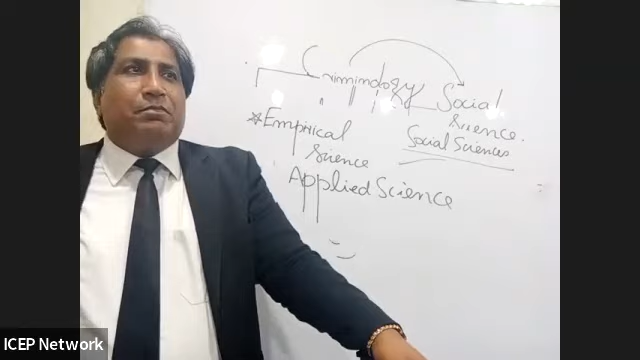 Criminology
Social
Science.
*Empirical
Science
Social Sciences
Applied Science
ICEP Network